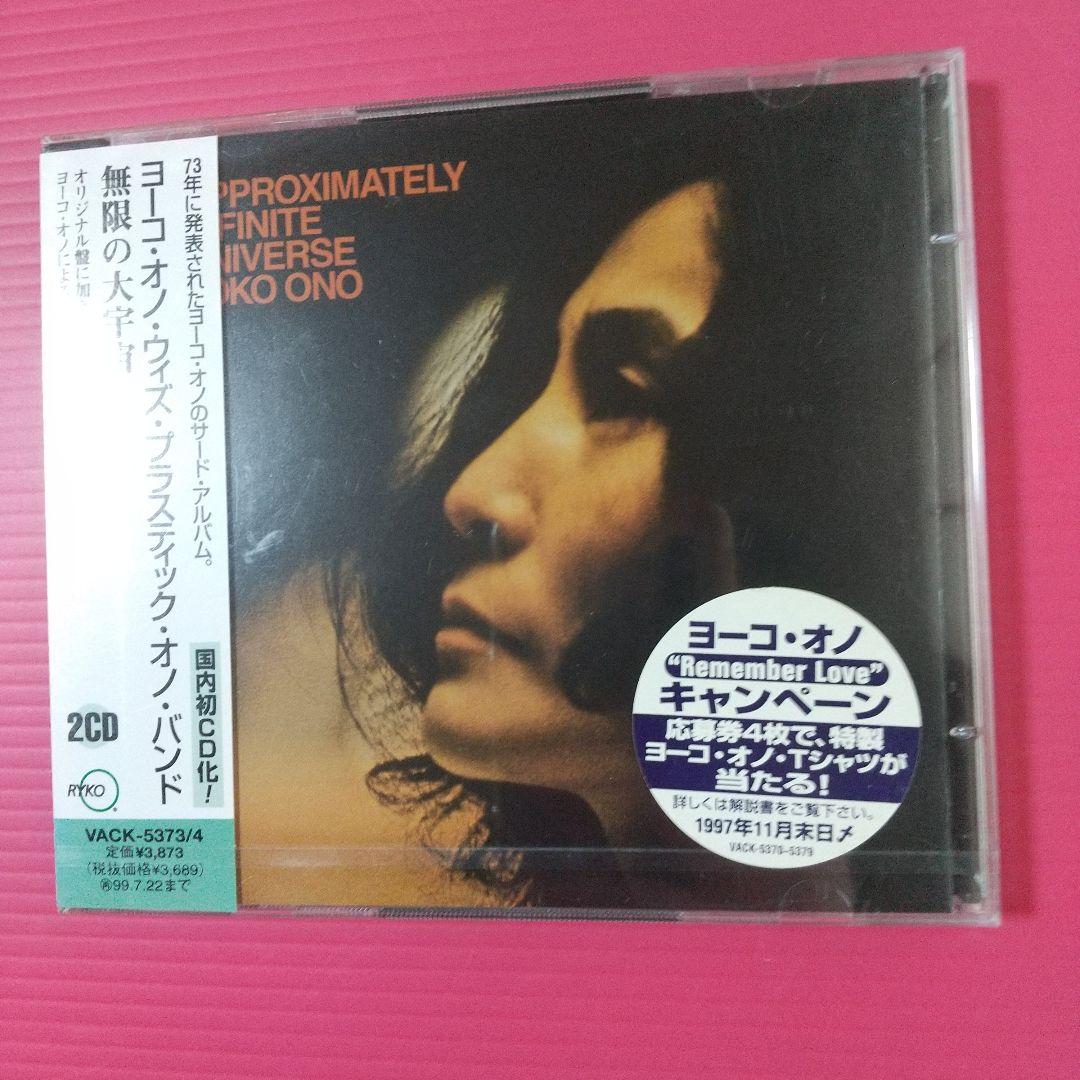 73年に発表されたヨーコ・オノのサード・アルバム。
ヨーコ・オノ・ウィズ・プラスティック・オノ・バンド
無限の大宇宙
オリジナル盤に加
ヨーコ・オノによ
国内初CD化!
2CD
RYKO
VACK-5373/4
定価¥3,873
(税抜価格¥3,689)
99.7.22まで
PPROXIMATELY
FINITE
NIVERSE
OKO ONO
ヨーコ・オノ
“Remember Love”
キャンペーン
応募券4枚で、特製
ヨーコ・オノ・Tシャツが
当たる!
詳しくは解説書をご覧下さい。
1997年11月末日〆
VACK-5370-5379